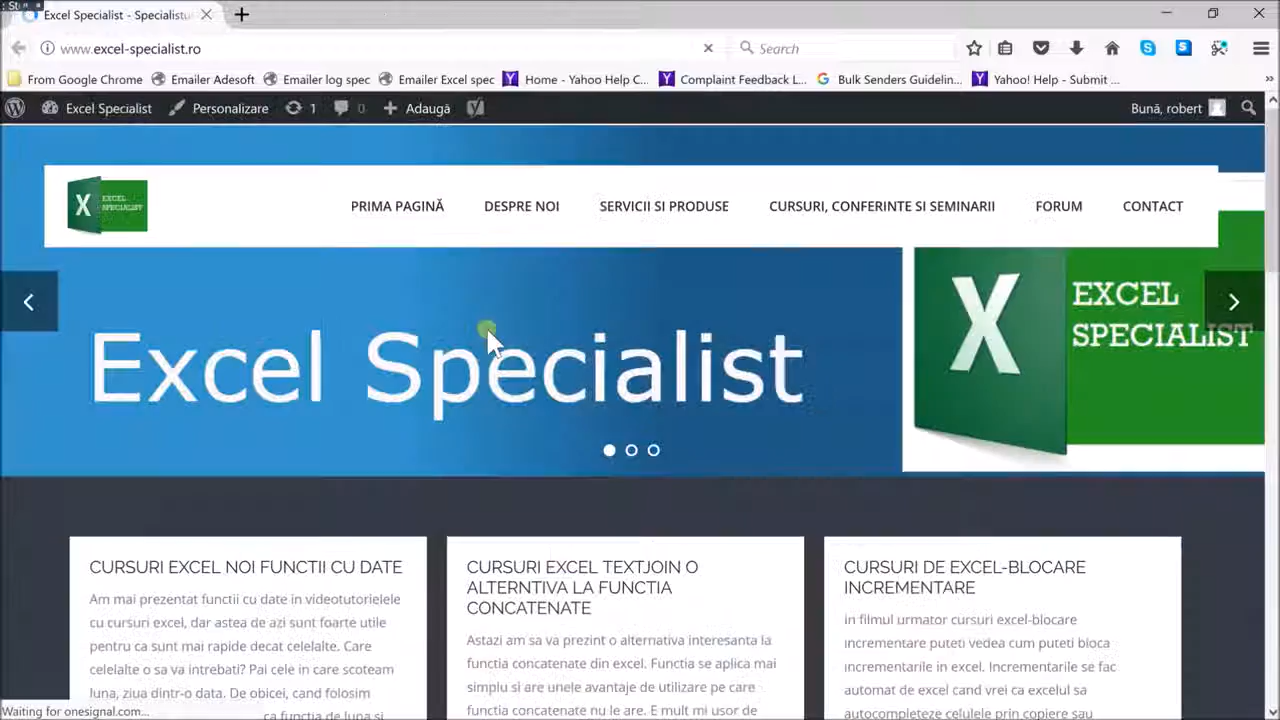 Excel Specialist - Specialistul
www.excel-specialist.ro
Search
From Google Chrome
Emailer Adesoft
Emailer log spec
Emailer Excel spec
Home - Yahoo Help C...
Complaint Feedback L...
Bulk Senders Guidelin...
Yahoo! Help - Submit ...
Excel Specialist
Personalizare
1
0
Adaugă
Bună, robert
X EXCEL SPECIALIST
PRIMA PAGINĂ
DESPRE NOI
SERVICII SI PRODUSE
CURSURI, CONFERINTE SI SEMINARII
FORUM
CONTACT
Excel Specialist
X
EXCEL
SPECIALIST
CURSURI EXCEL NOI FUNCTII CU DATE
Am mai prezentat functii cu date in videotutorielele
cu cursuri excel, dar astea de azi sunt foarte utile
pentru ca sunt mai rapide decat celelalte. Care
celelalte o sa va intrebati? Pai cele in care scoteam
luna, ziua dintr-o data. De obicei, cand folosim
ca functia de luna si
CURSURI EXCEL TEXTJOIN O
ALTERNTIVA LA FUNCTIA
CONCATENATE
Astazi am sa va prezint o alternativa interesanta la
functia concatenate din excel. Functia se aplica mai
simplu si are unele avantaje de utilizare pe care
functia concatenate nu le are. E mult mi usor de
CURSURI DE EXCEL-BLOCARE
INCREMENTARE
in filmul urmator cursuri excel-blocare
incrementare puteti vedea cum puteti bloca
incrementarile in excel. Incrementarile se fac
automat de excel cand vrei ca excelul sa
autocompleteze celulele prin copiere sau
Waiting for onesignal.com...